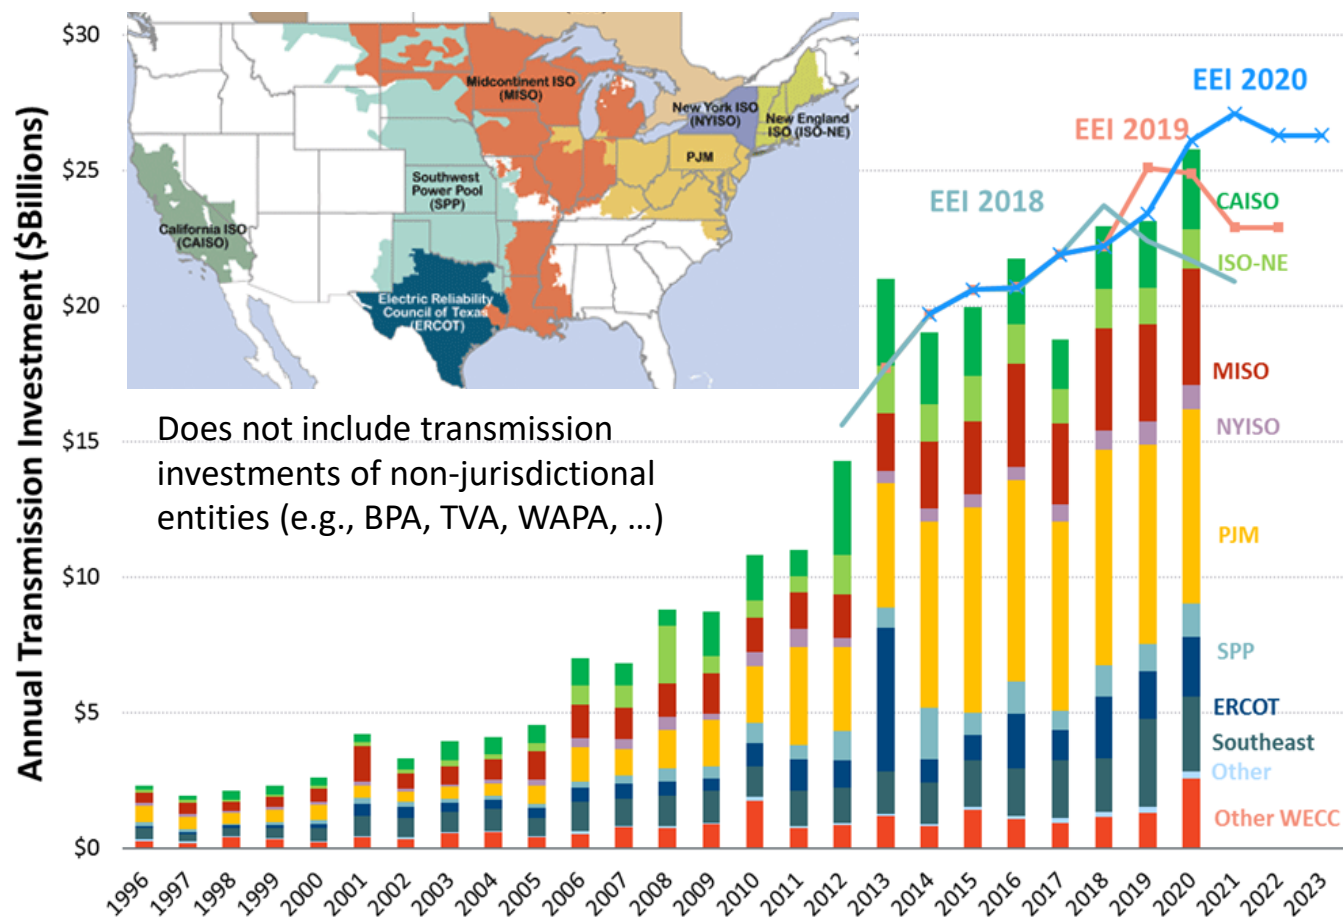 Annual Transmission Investment ($Billions)
$30
$25
$20
$15
$10
$5
$0
Midcontinent ISO
(MISO)
New York ISO
(NYISO)
New England
ISO (ISO-NE)
PJM
Southwest
Power Pool
(SPP)
California ISO
(CAISO)
Electric Reliability
Council of Texas
(ERCOT)
Does not include transmission
investments of non-jurisdictional
entities (e.g., BPA, TVA, WAPA, …)
EEI 2020
EEI 2019
EEI 2018
CAISO
ISO-NE
MISO
NYISO
PJM
SPP
ERCOT
Southeast
Other
Other WECC
1996
1997
1998
1999
2000
2001
2002
2003
2004
2005
2006
2007
2008
2009
2010
2011
2012
2013
2014
2015
2016
2017
2018
2019
2020
2021
2022
2023